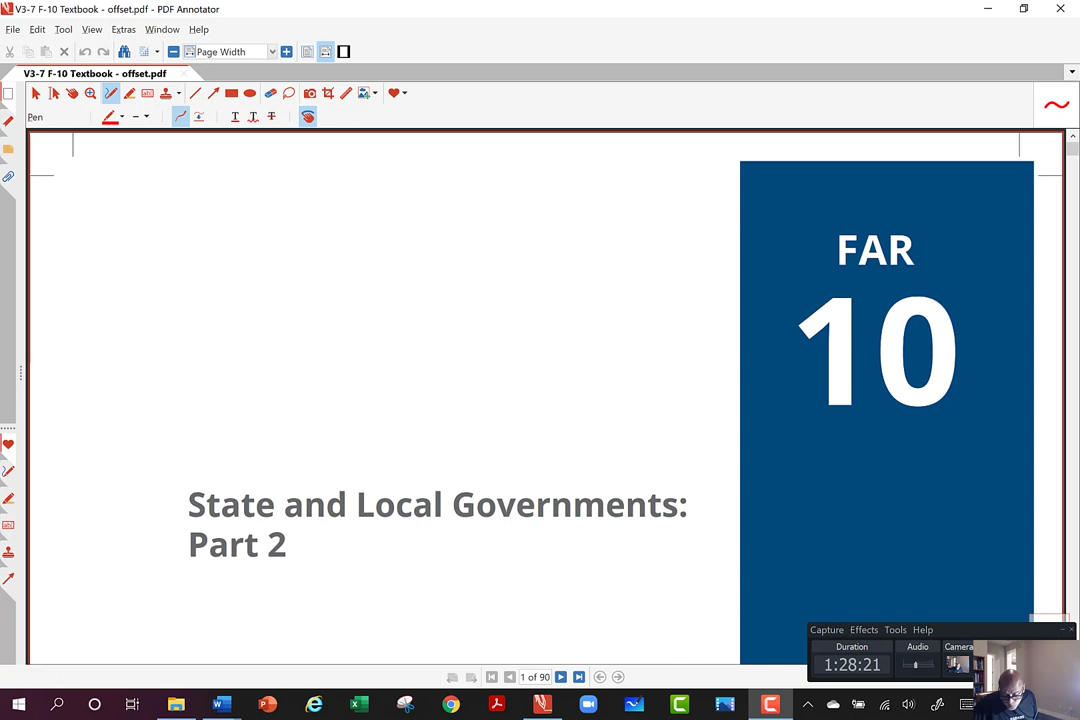 V3-7 F-10 Textbook - offset.pdf - PDF Annotator
File Edit Tool View Extras Window Help
Page Width
V3-7 F-10 Textbook - offset.pdf
Pen
FAR
10
State and Local Governments:
Part 2
Capture Effects Tools Help
Duration Audio Camera
1:28:21
1 of 90